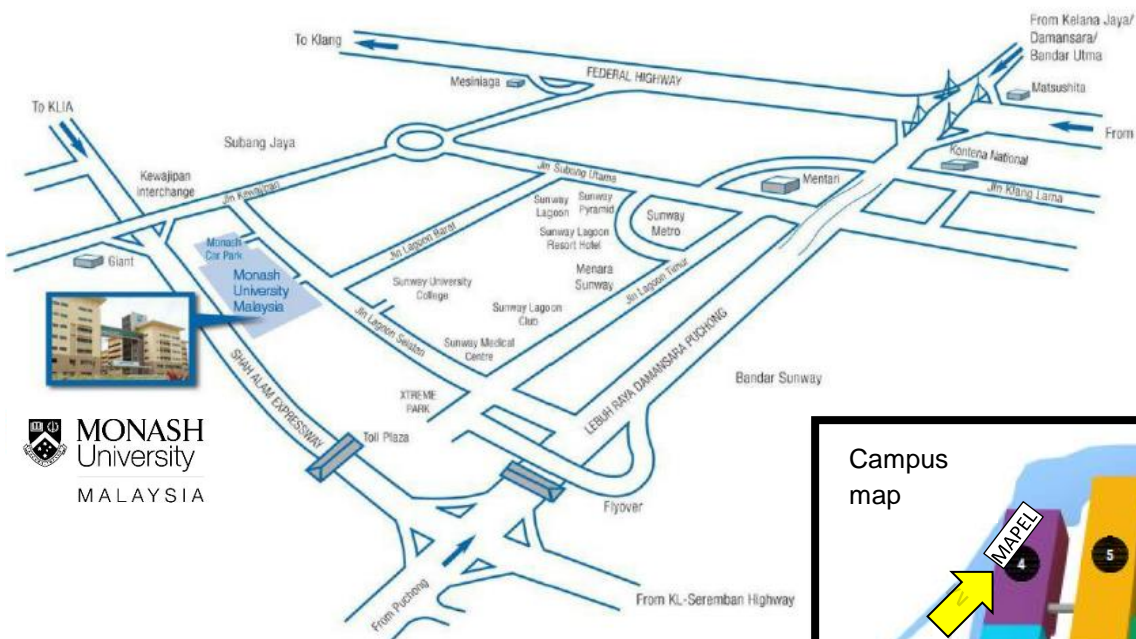 From Kelana Jaya/
Damansara/
Bandar Utma
To Klang
FEDERAL HIGHWAY
Mesiniaga
Matsushita
To KLIA
From
Subang Jaya
Kontena National
Kewajipan
Interchange
Jln Subang Utama
Mentari
Jln Klang Lama
Jln Kewajipan
Sunway
Lagoon
Sunway
Pyramid
Sunway
Metro
Sunway Lagoon
Resort Hotel
Jln Lagoon Barat
Monash
Car Park
Giant
Monash
University
Malaysia
Menara
Sunway
Jln Lagoon Timur
Sunway University
College
Sunway Lagoon
Club
Jln Lagoon Selatan
Sunway Medical
Centre
LEBUH RAYA DAMANSARA PUCHONG
Bandar Sunway
SHAH ALAM EXPRESSWAY
XTREME
PARK
Toll Plaza
MONASH
University
MALAYSIA
Flyover
From Puchong
From KL-Seremban Highway
Campus
map
MAPEL
4
5